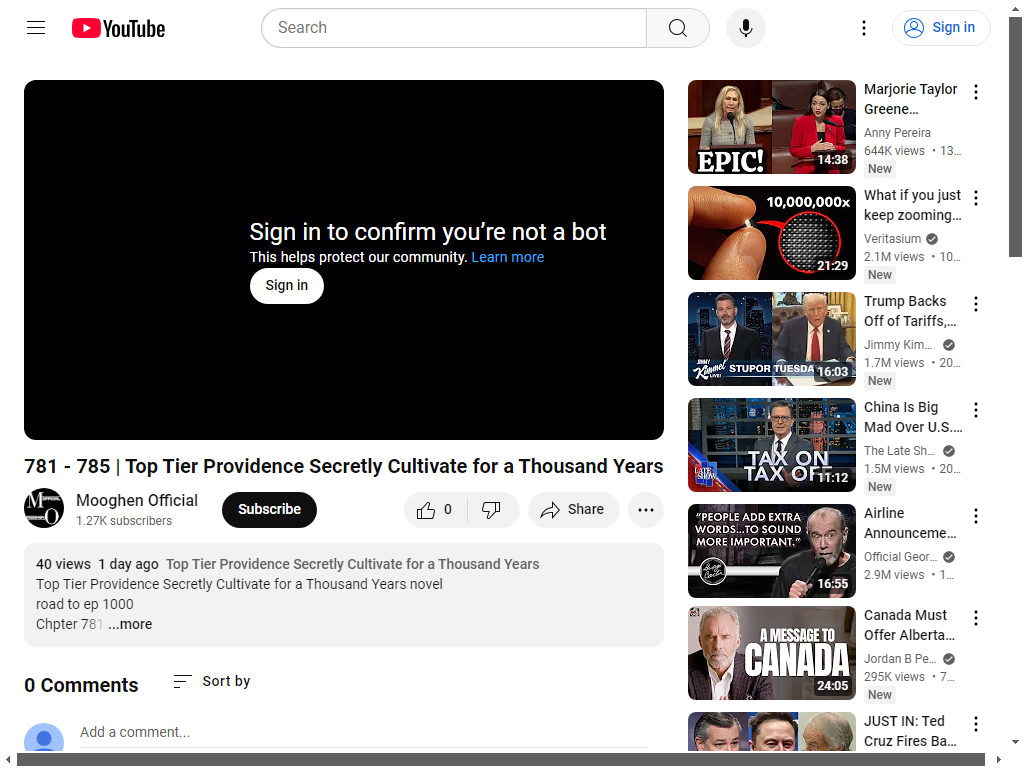 YouTube
Search
Sign in
Sign in to confirm you’re not a bot
This helps protect our community. Learn more
Sign in
781 - 785 | Top Tier Providence Secretly Cultivate for a Thousand Years
Mooghen Official
1.27K subscribers
Subscribe
0
Share
40 views 1 day ago Top Tier Providence Secretly Cultivate for a Thousand Years
Top Tier Providence Secretly Cultivate for a Thousand Years novel
road to ep 1000
Chpter 781 ...more
0 Comments
Sort by
Add a comment...
EPIC!
14:38
Marjorie Taylor
Greene…
Anny Pereira
644K views • 13…
New
10,000,000x
21:29
What if you just
keep zooming…
Veritasium
2.1M views • 10…
New
JIMMY
Kimmel
LIVE!
STUPOR TUESDA
16:03
Trump Backs
Off of Tariffs,…
Jimmy Kim…
1.7M views • 20…
New
LATE
SHOW
TAX ON
TAX OFF
11:12
China Is Big
Mad Over U.S.…
The Late Sh…
1.5M views • 20…
New
“PEOPLE ADD EXTRA
WORDS...TO SOUND
MORE IMPORTANT.”
George
Carlin
16:55
Airline
Announceme…
Official Geor…
2.9M views • 1…
A MESSAGE TO
CANADA
24:05
Canada Must
Offer Alberta…
Jordan B Pe…
295K views • 7…
New
JUST IN: Ted
Cruz Fires Ba…